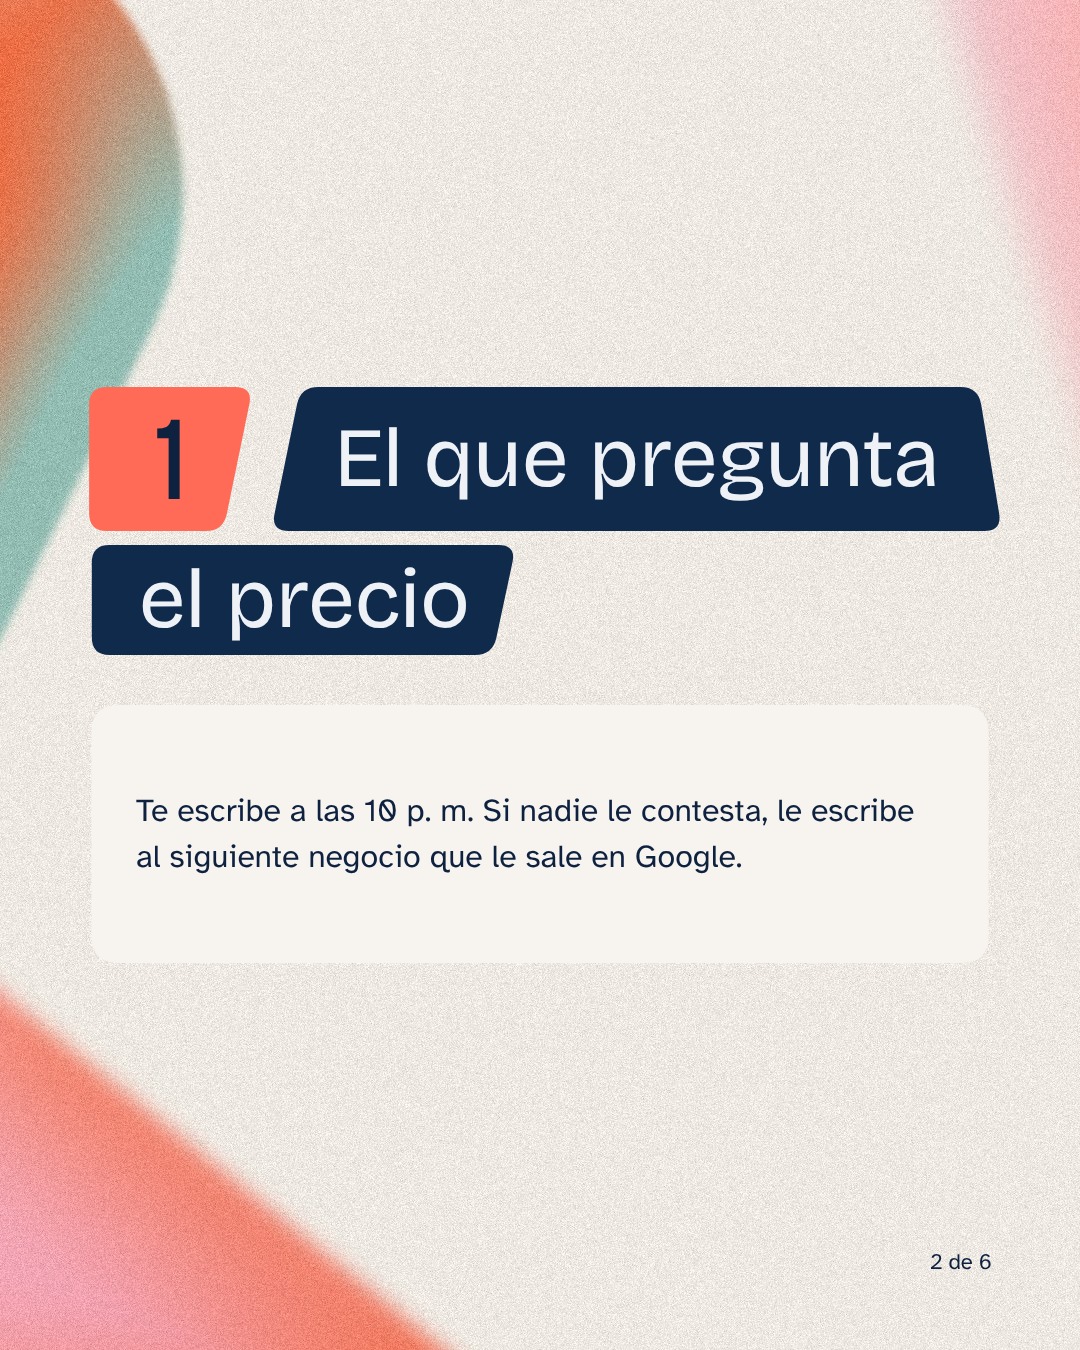 1 El que pregunta
el precio
Te escribe a las 10 p. m. Si nadie le contesta, le escribe
al siguiente negocio que le sale en Google.
2 de 6